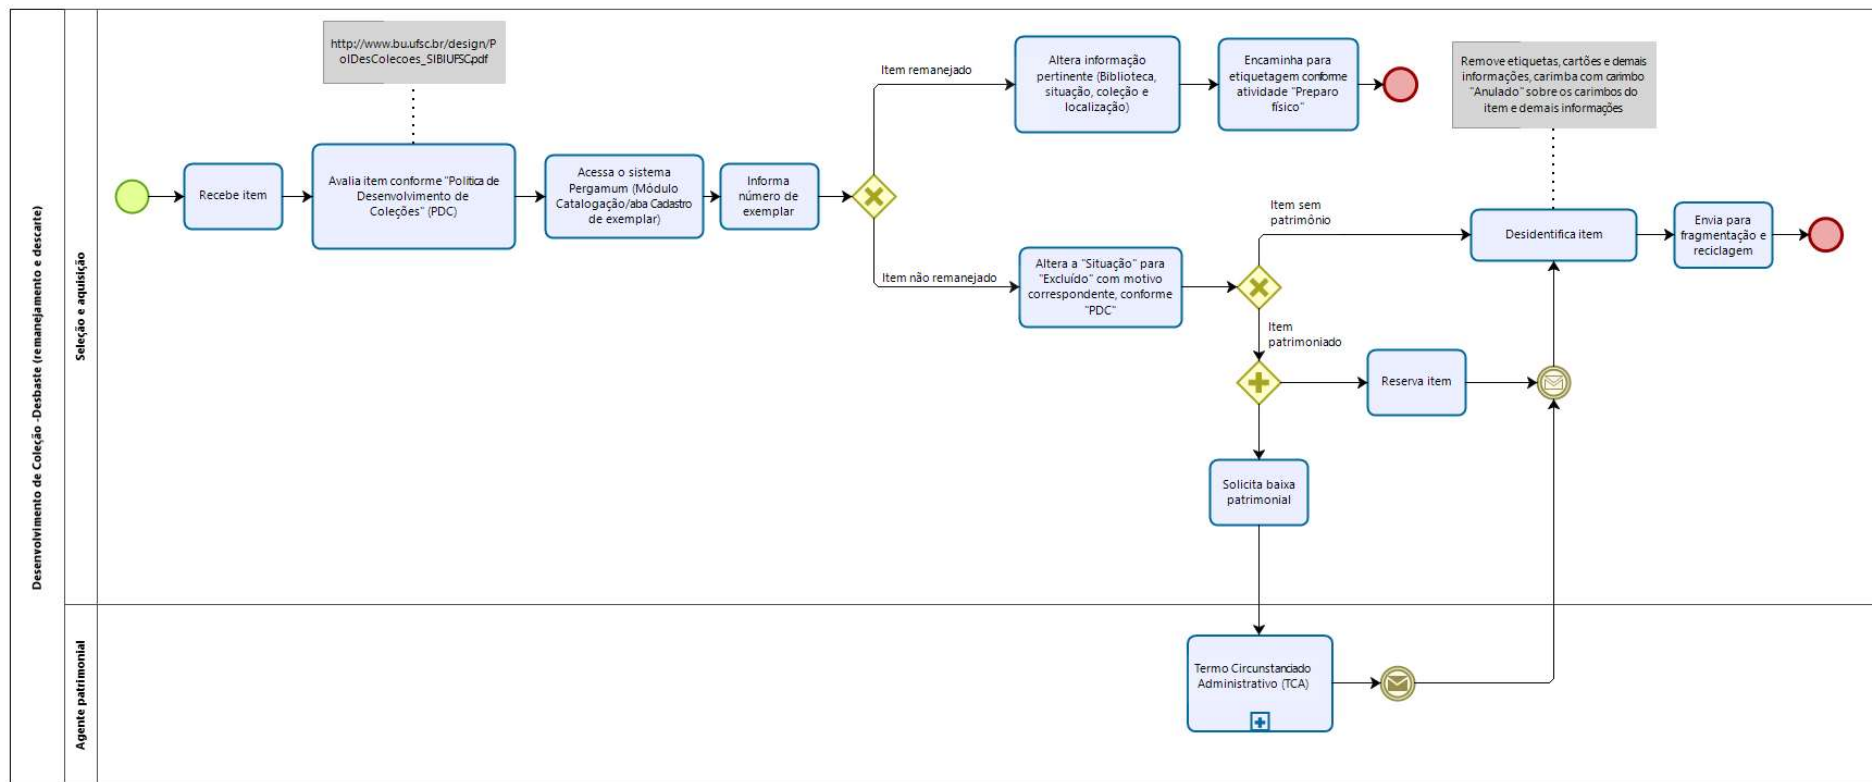 Desenvolvimento de Coleção -Desbaste (remanejamento e descarte)
Seleção e aquisição
Recebe item
http://www.bu.ufsc.br/design/P
olDesColecoes_SIBIUFSC.pdf
Avalia item conforme "Política de
Desenvolvimento de
Coleções" (PDC)
Acessa o sistema
Pergamum (Módulo
Catalogação/aba Cadastro
de exemplar)
Informa
número de
exemplar
Item remanejado
Altera informação
pertinente (Biblioteca,
situação, coleção e
localização)
Encaminha para
etiquetagem conforme
atividade "Preparo
físico"
Item não remanejado
Altera a "Situação" para
"Excluído" com motivo
correspondente, conforme
"PDC"
Item sem
patrimônio
Remove etiquetas, cartões e demais
informações, carimba com carimbo
"Anulado" sobre os carimbos do
item e demais informações
Desidentifica item
Envia para
fragmentação e
reciclagem
Item
patrimoniado
Reserva item
Solicita baixa
patrimonial
Agente patrimonial
Termo Circunstanciado
Administrativo (TCA)